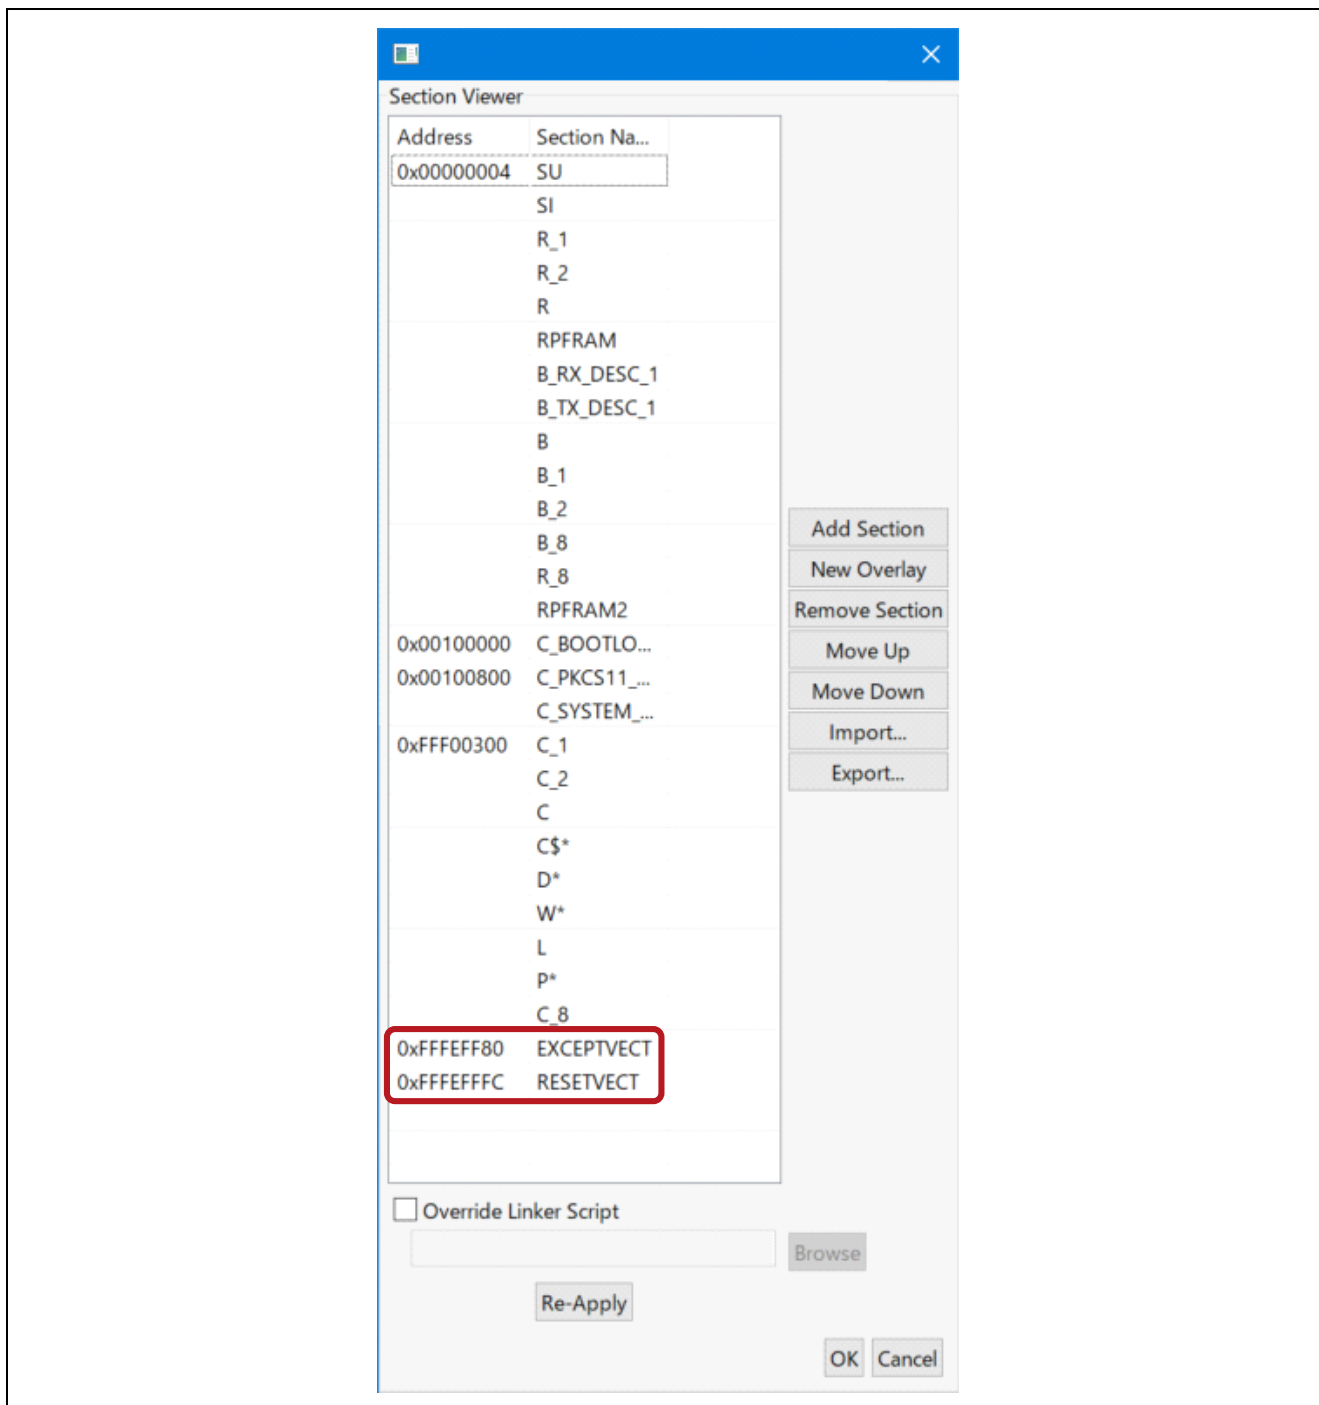 Section Viewer
Address Section Na...
0x00000004 SU
SI
R_1
R_2
R
RPFRAM
B_RX_DESC_1
B_TX_DESC_1
B
B_1
B_2
B_8
R_8
RPFRAM2
0x00100000 C_BOOTLO...
0x00100800 C_PKCS11_...
C_SYSTEM_...
0xFFF00300 C_1
C_2
C
C$*
D*
W*
L
P*
C_8
0xFFFEFF80 EXCEPTVECT
0xFFFEFFFC RESETVECT
Add Section
New Overlay
Remove Section
Move Up
Move Down
Import...
Export...
Override Linker Script
Browse
Re-Apply
OK Cancel